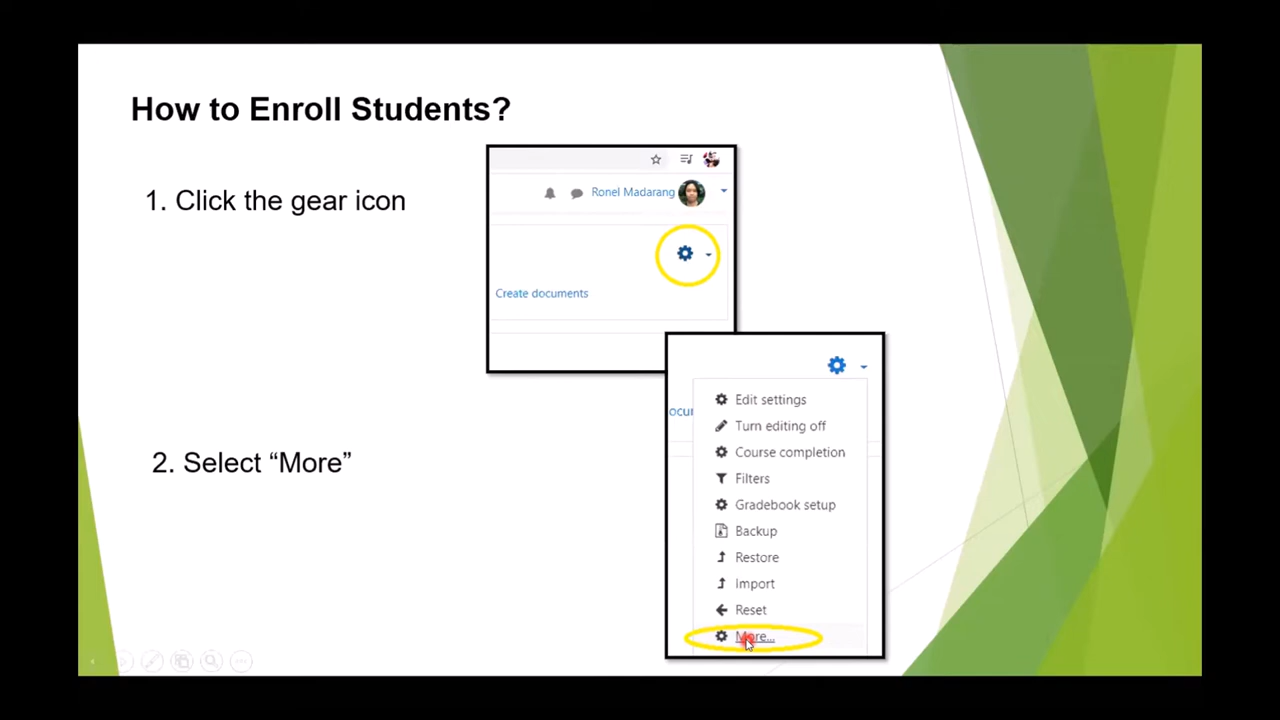 How to Enroll Students?
1. Click the gear icon
Ronel Madarang
Create documents
2. Select “More”
ocur
Edit settings
Turn editing off
Course completion
Filters
Gradebook setup
Backup
Restore
Import
Reset
More...